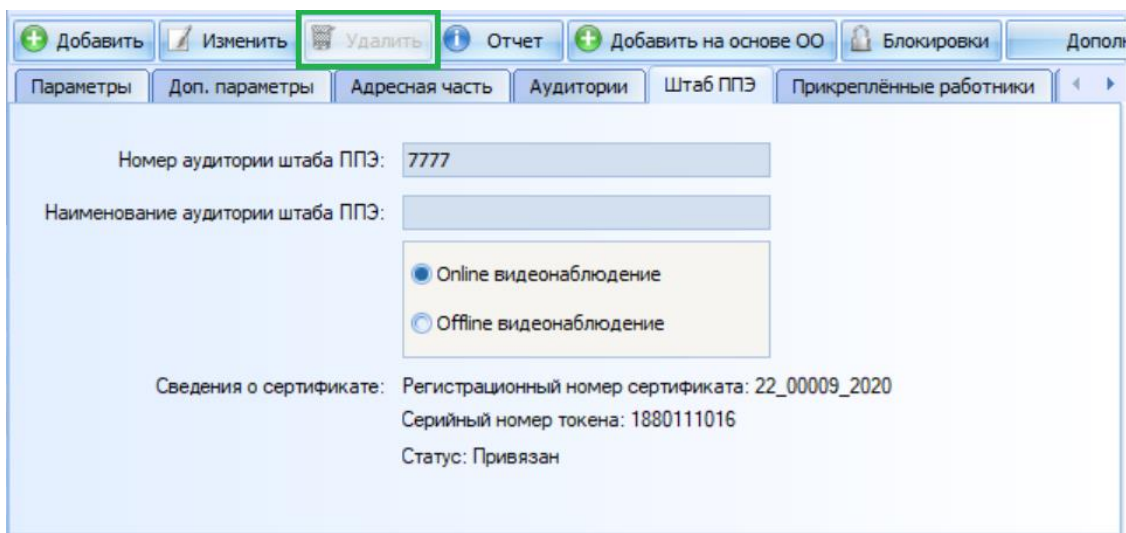 Добавить Изменить Удалить Отчет Добавить на основе ОО Блокировки
Параметры Доп. параметры Адресная часть Аудитории Штаб ППЭ Прикреплённые работники
Номер аудитории штаба ППЭ: 7777
Наименование аудитории штаба ППЭ:
Online видеонаблюдение
Offline видеонаблюдение
Сведения о сертификате: Регистрационный номер сертификата: 22_00009_2020
Серийный номер токена: 1880111016
Статус: Привязан